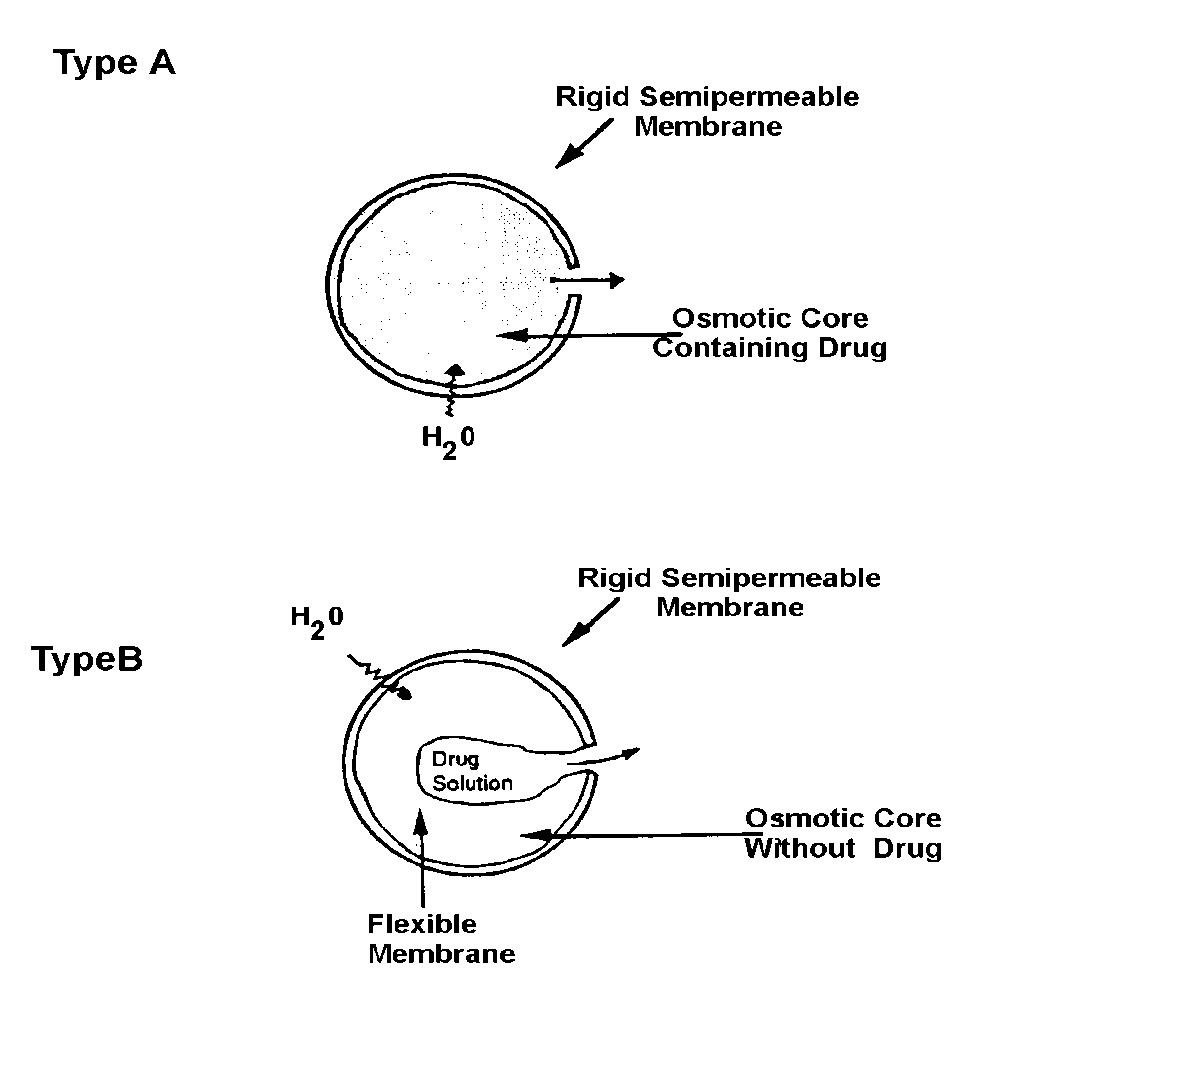 Type A
Rigid Semipermeable
Membrane
Osmotic Core
Containing Drug
H20
Rigid Semipermeable
Membrane
H20
TypeB
Drug
Solution
Osmotic Core
Without Drug
Flexible
Membrane